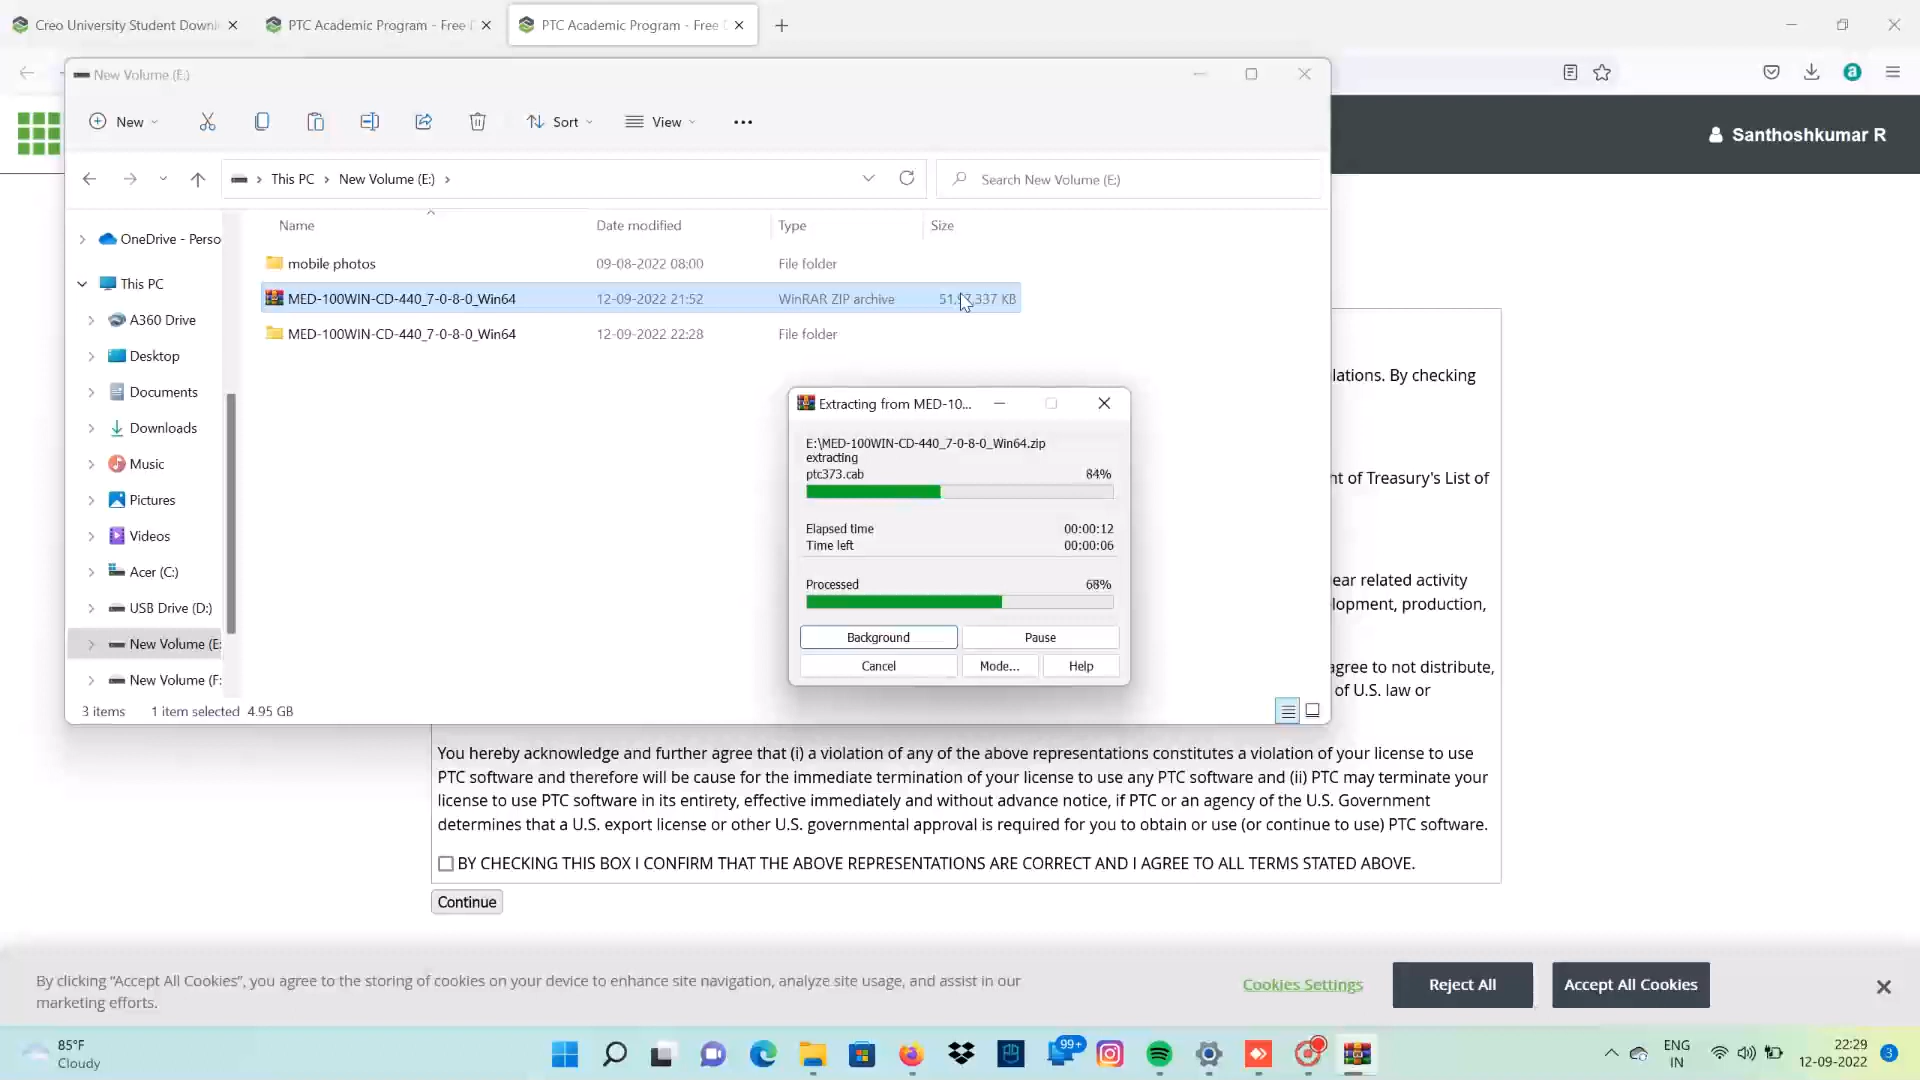 Creo University Student Downl
PTC Academic Program - Free D
PTC Academic Program - Free D
New Volume (E:)
New
Sort
View
Santhoshkumar R
This PC
New Volume (E:)
Search New Volume (E:)
Name
Date modified
Type
Size
OneDrive - Perso
This PC
A360 Drive
Desktop
Documents
Downloads
Music
Pictures
Videos
Acer (C:)
USB Drive (D:)
New Volume (E:
New Volume (F:
mobile photos
09-08-2022 08:00
File folder
MED-100WIN-CD-440_7-0-8-0_Win64
12-09-2022 21:52
WinRAR ZIP archive
51,97,337 KB
MED-100WIN-CD-440_7-0-8-0_Win64
12-09-2022 22:28
File folder
Extracting from MED-10...
E:\MED-100WIN-CD-440_7-0-8-0_Win64.zip
extracting
ptc373.cab
84%
Elapsed time
00:00:12
Time left
00:00:06
Processed
68%
Background
Pause
Cancel
Mode...
Help
3 items
1 item selected
4.95 GB
lations. By checking
nt of Treasury's List of
ear related activity
lopment, production,
agree to not distribute,
of U.S. law or
You hereby acknowledge and further agree that (i) a violation of any of the above representations constitutes a violation of your license to use
PTC software and therefore will be cause for the immediate termination of your license to use any PTC software and (ii) PTC may terminate your
license to use PTC software in its entirety, effective immediately and without advance notice, if PTC or an agency of the U.S. Government
determines that a U.S. export license or other U.S. governmental approval is required for you to obtain or use (or continue to use) PTC software.
BY CHECKING THIS BOX I CONFIRM THAT THE ABOVE REPRESENTATIONS ARE CORRECT AND I AGREE TO ALL TERMS STATED ABOVE.
Continue
By clicking “Accept All Cookies”, you agree to the storing of cookies on your device to enhance site navigation, analyze site usage, and assist in our
marketing efforts.
Cookies Settings
Reject All
Accept All Cookies
85°F
Cloudy
99+
ENG
IN
22:29
12-09-2022
3